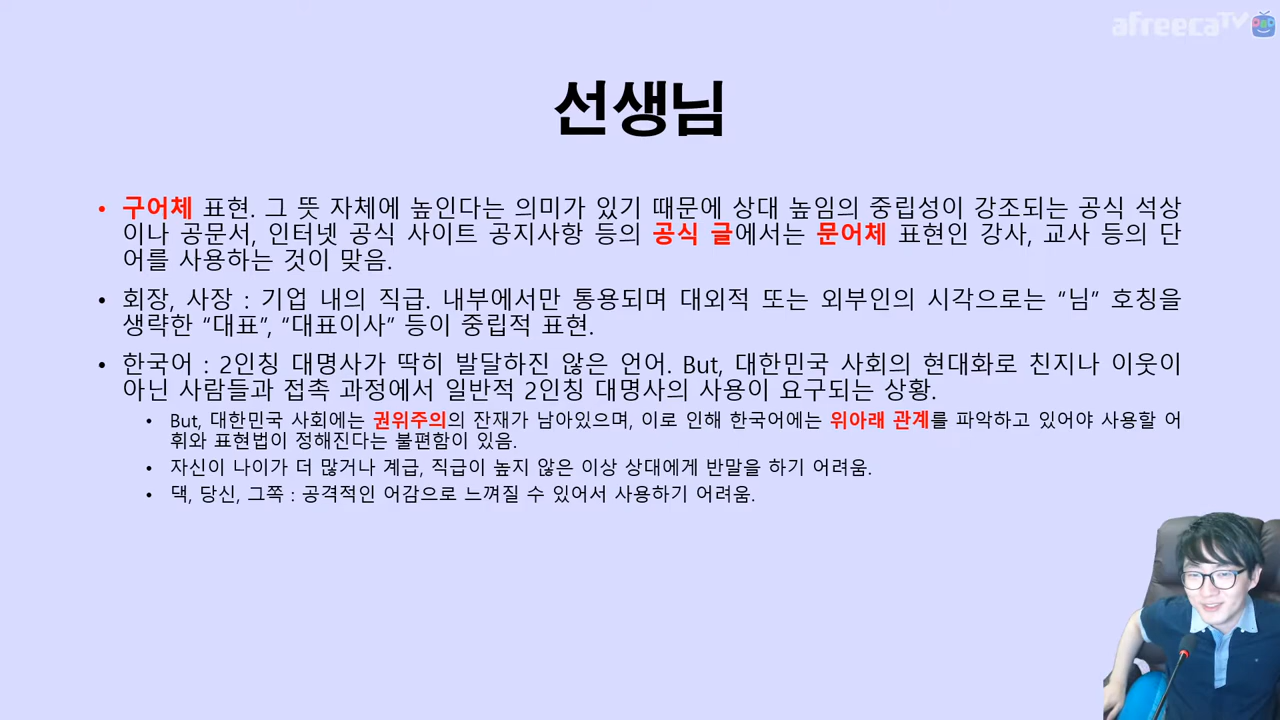 afreecaTV
선생님
• 구어체 표현. 그 뜻 자체에 높인다는 의미가 있기 때문에 상대 높임의 중립성이 강조되는 공식 석상
이나 공문서, 인터넷 공식 사이트 공지사항 등의 공식 글에서는 문어체 표현인 강사, 교사 등의 단
어를 사용하는 것이 맞음.
• 회장, 사장 : 기업 내의 직급. 내부에서만 통용되며 대외적 또는 외부인의 시각으로는 “님” 호칭을
생략한 “대표”, “대표이사” 등이 중립적 표현.
• 한국어 : 2인칭 대명사가 딱히 발달하진 않은 언어. But, 대한민국 사회의 현대화로 친지나 이웃이
아닌 사람들과 접촉 과정에서 일반적 2인칭 대명사의 사용이 요구되는 상황.
• But, 대한민국 사회에는 권위주의의 잔재가 남아있으며, 이로 인해 한국어에는 위아래 관계를 파악하고 있어야 사용할 어
휘와 표현법이 정해진다는 불편함이 있음.
• 자신이 나이가 더 많거나 계급, 직급이 높지 않은 이상 상대에게 반말을 하기 어려움.
• 댁, 당신, 그쪽 : 공격적인 어감으로 느껴질 수 있어서 사용하기 어려움.